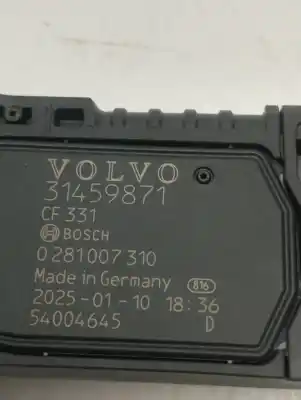 VOLVO
31459871
CF 331
BOSCH
0 281 007 310
Made in Germany 816
2025-01-10 18:36
54004645 D